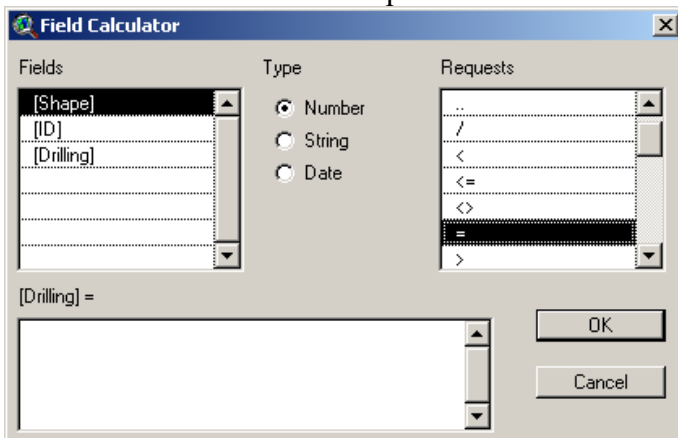 Field Calculator
Fields
Type
Requests
[Shape]
[ID]
[Drilling]
Number
String
Date
..
/
<
<=
<>
=
>
[Drilling] =
OK
Cancel